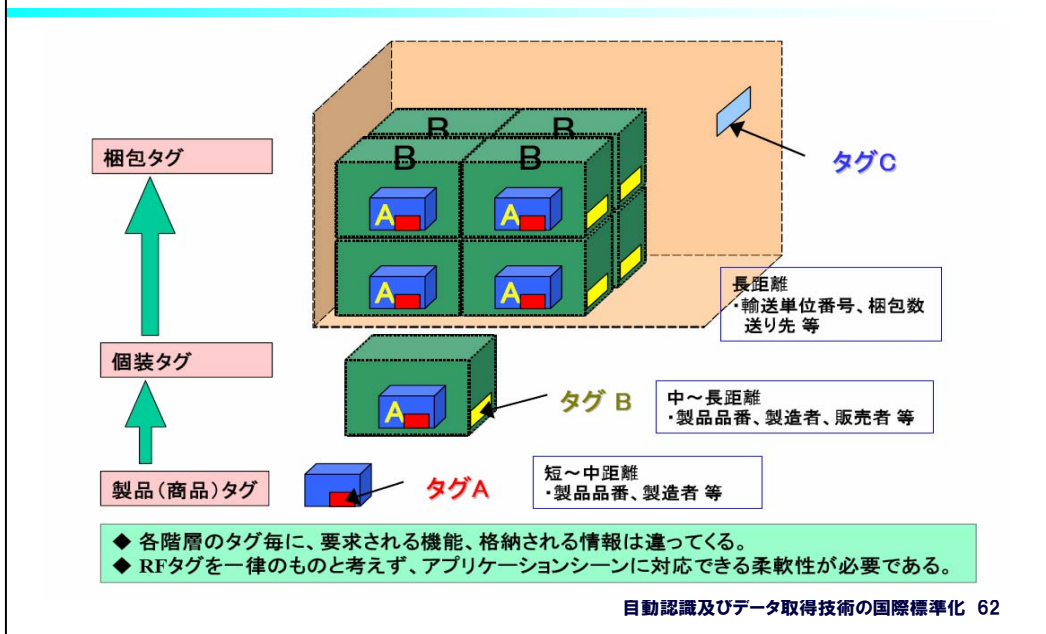 B B
B B
タグC
梱包タグ
A A
長距離
・輸送単位番号、梱包数
送り先 等
A A
個装タグ
タグ B
中～長距離
・製品品番、製造者、販売者 等
A
短～中距離
・製品品番、製造者 等
製品(商品)タグ
タグA
◆ 各階層のタグ毎に、要求される機能、格納される情報は違ってくる。
◆ RFタグを一律のものと考えず、アプリケーションシーンに対応できる柔軟性が必要である。
自動認識及びデータ取得技術の国際標準化 62